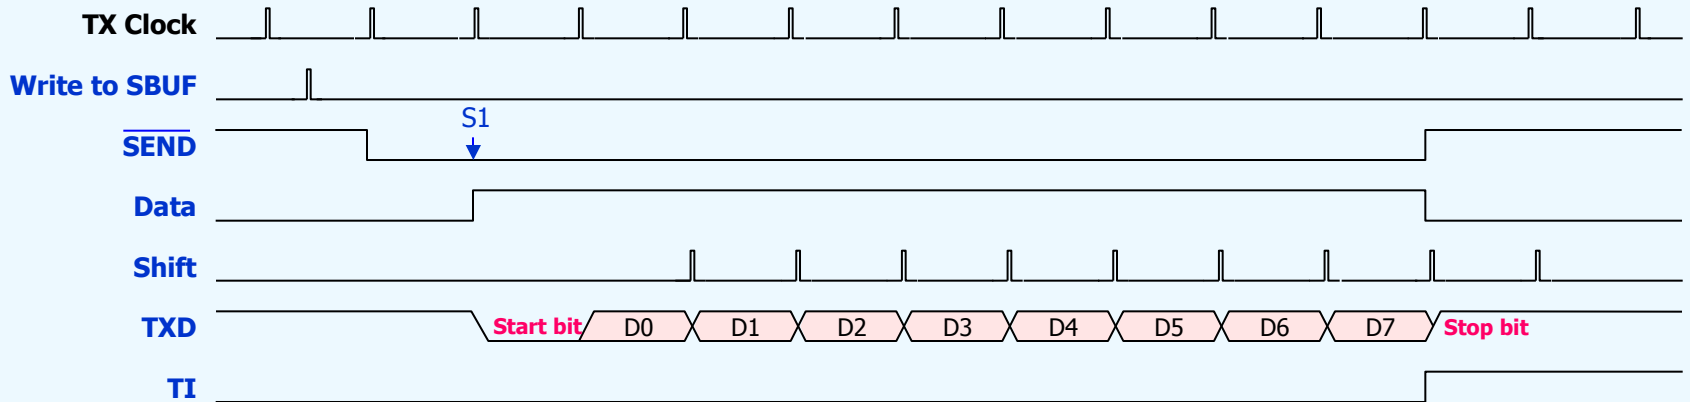 TX Clock
Write to SBUF
S1
SEND
Data
Shift
TXD Start bit D0 D1 D2 D3 D4 D5 D6 D7 Stop bit
TI